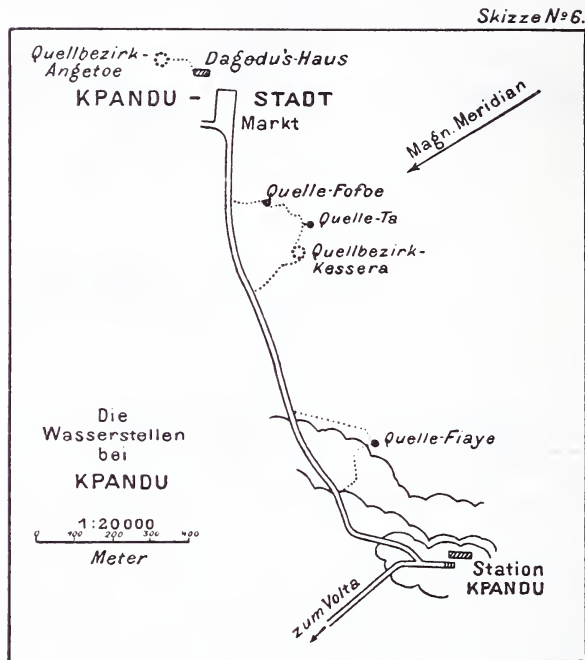 Skizze Nº 6.
Quellbezirk-
Angetoe
Dagedu's-Haus
KPANDU - STADT
Markt
Magn. Meridian
Quelle-Fofoe
Quelle-Ta
Quellbezirk-
Kessera
Die
Wasserstellen
bei
KPANDU
1:20000
0 100 200 300 400
Meter
Quelle-Fiaye
Station
KPANDU
zum Volta